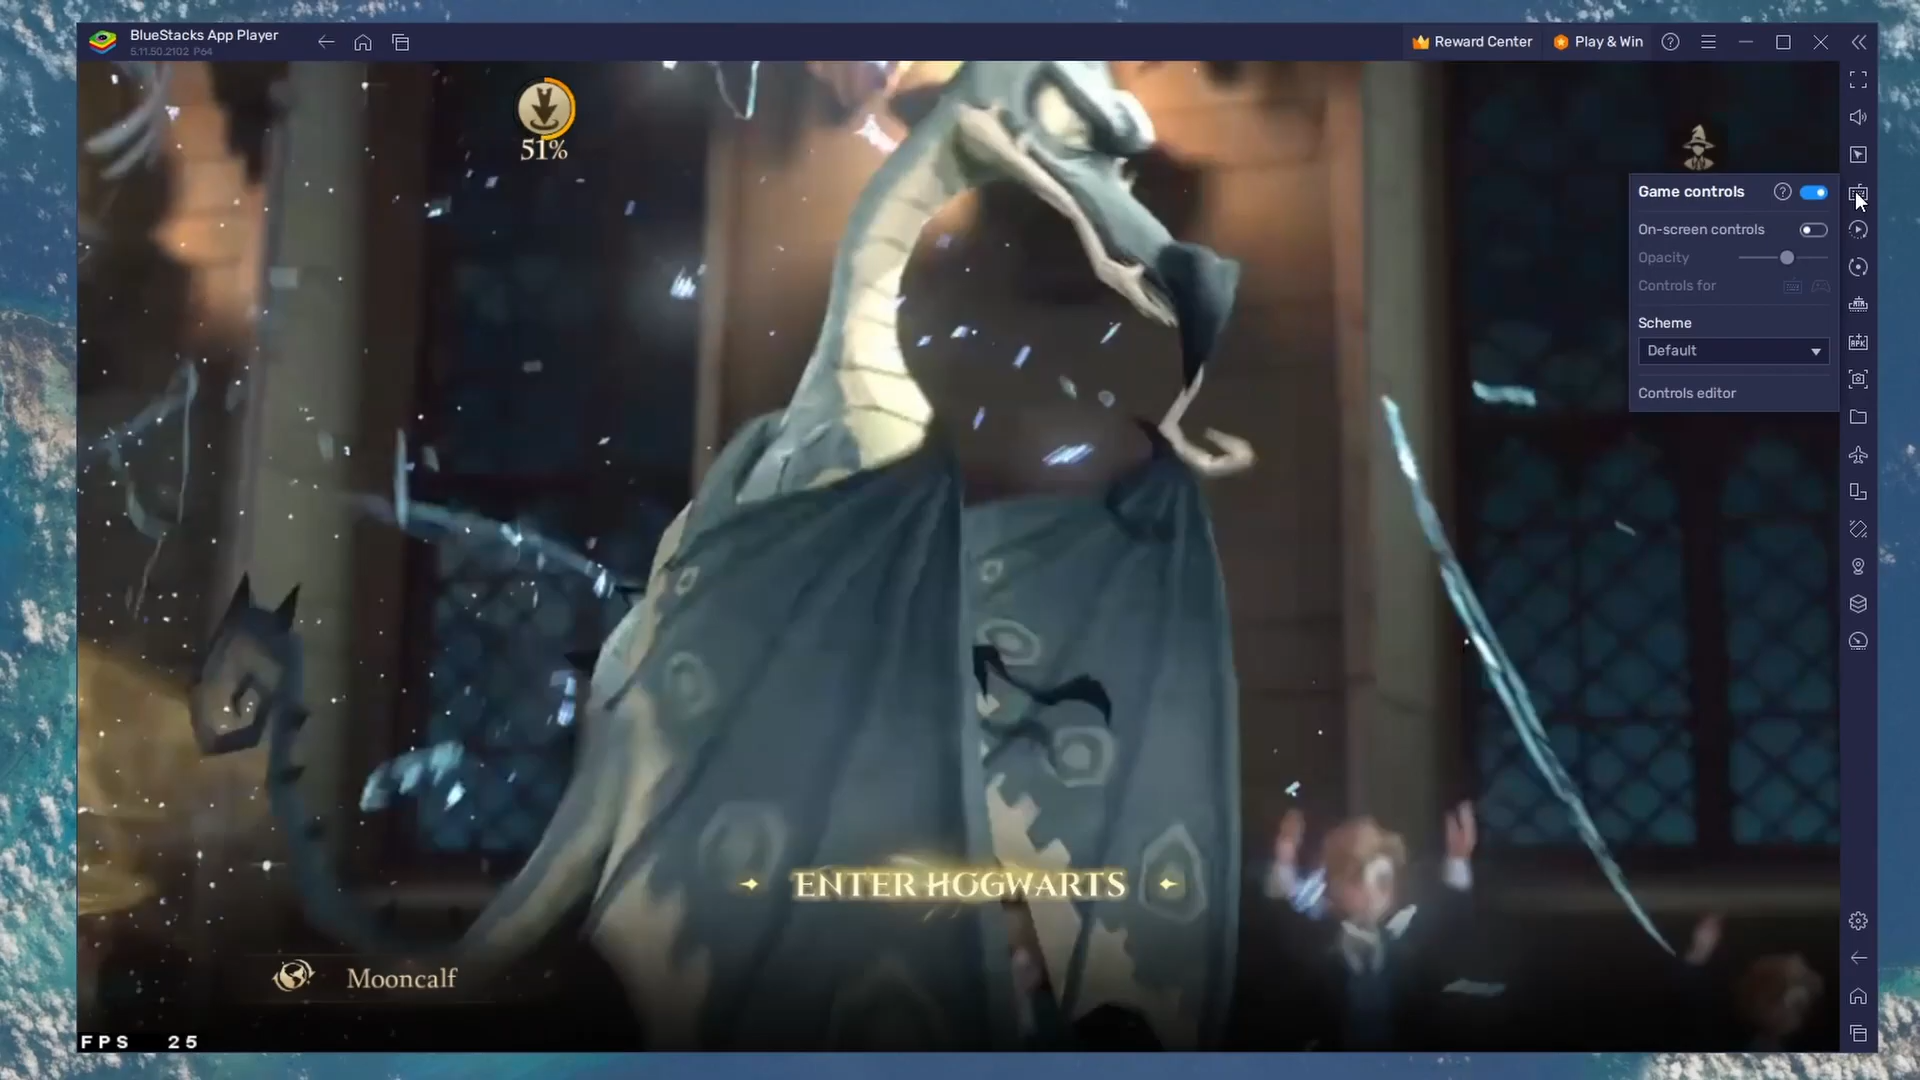 BlueStacks App Player
5.11.50.2102 P64
Reward Center
Play & Win
51%
Game controls
On-screen controls
Opacity
Controls for
Scheme
Default
Controls editor
ENTER HOGWARTS
Mooncalf
FPS 25